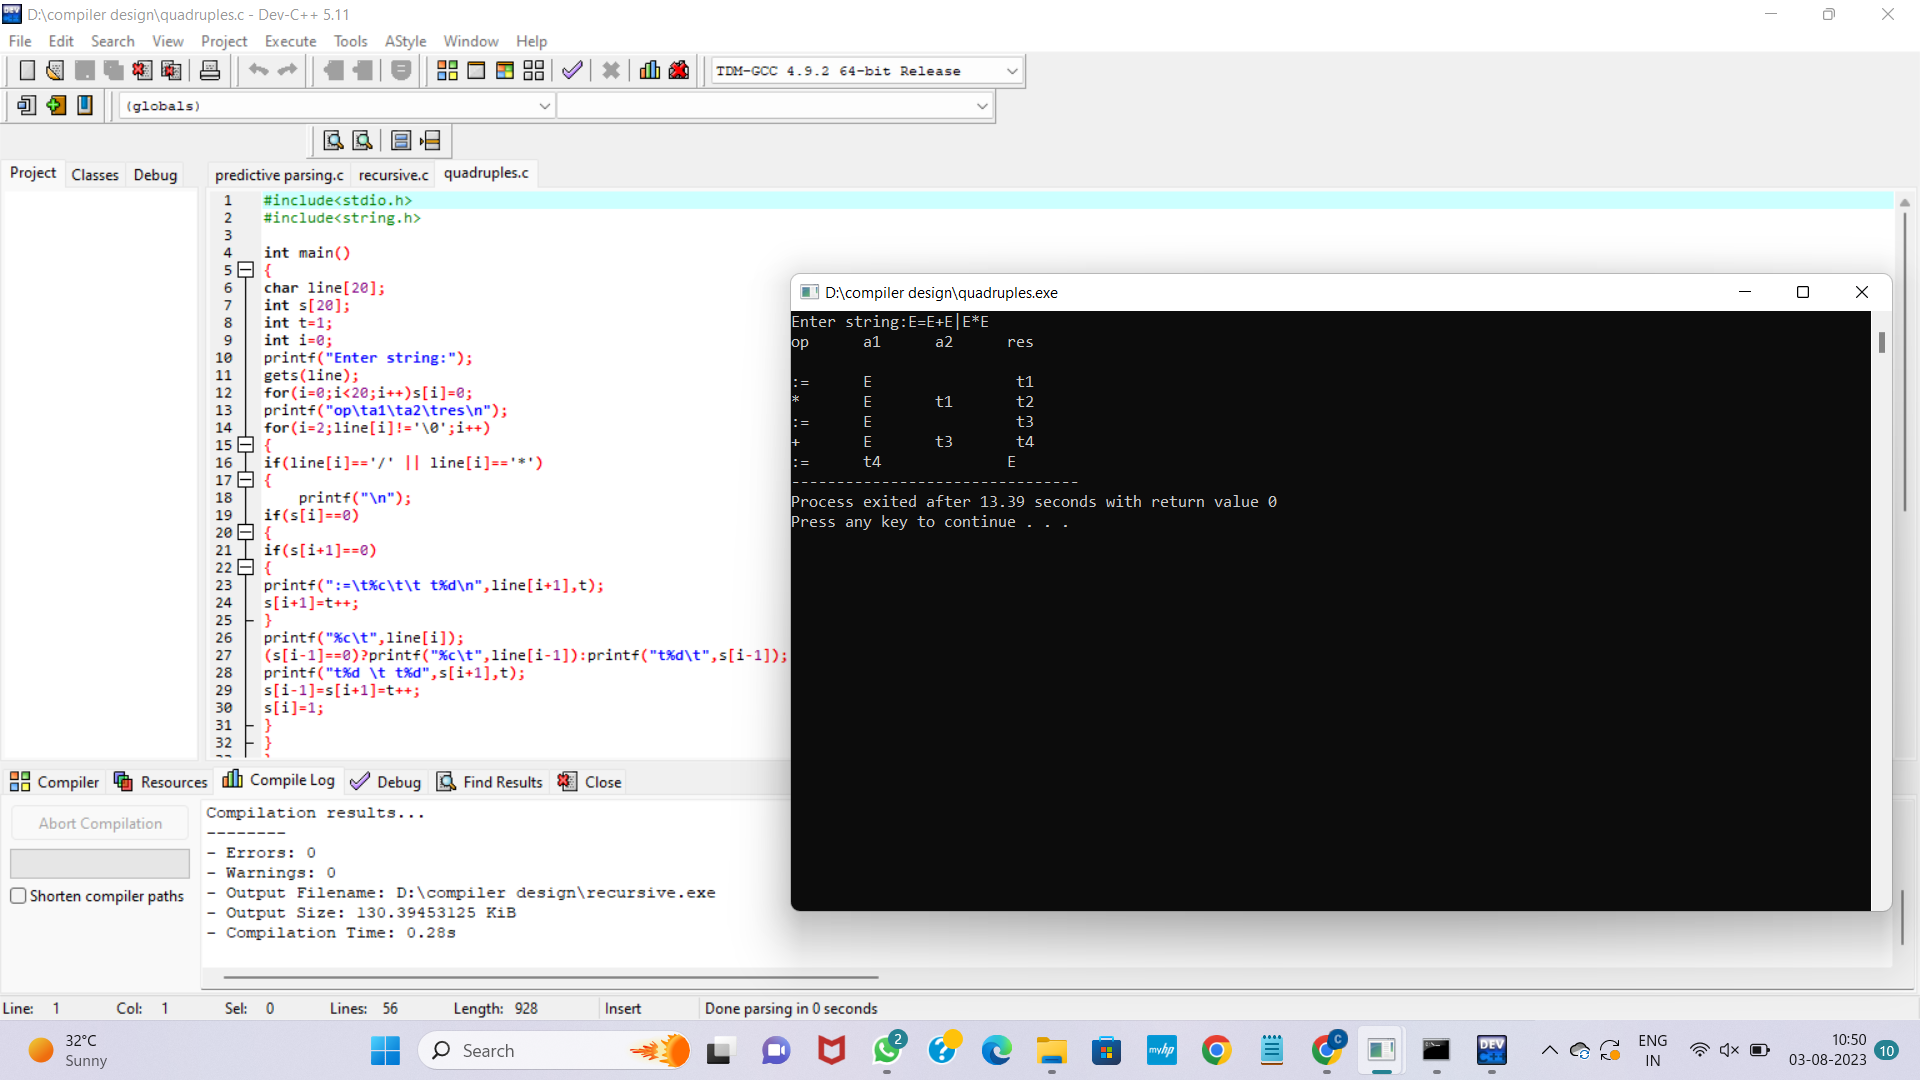 D:\compiler design\quadruples.c - Dev-C++ 5.11
File Edit Search View Project Execute Tools AStyle Window Help
TDM-GCC 4.9.2 64-bit Release
(globals)
Project Classes Debug
predictive parsing.c recursive.c quadruples.c
1 #include<stdio.h>
2 #include<string.h>
3
4 int main()
5 {
6 char line[20];
7 int s[20];
8 int t=1;
9 int i=0;
10 printf("Enter string:");
11 gets(line);
12 for(i=0;i<20;i++)s[i]=0;
13 printf("op\ta1\ta2\tres\n");
14 for(i=2;line[i]!='\0';i++)
15 {
16 if(line[i]=='/' || line[i]=='*')
17 {
18 printf("\n");
19 if(s[i]==0)
20 {
21 if(s[i+1]==0)
22 {
23 printf(":=\t%c\t\t t%d\n",line[i+1],t);
24 s[i+1]=t++;
25 }
26 printf("%c\t",line[i]);
27 (s[i-1]==0)?printf("%c\t",line[i-1]):printf("t%d\t",s[i-1]);
28 printf("t%d \t t%d",s[i+1],t);
29 s[i-1]=s[i+1]=t++;
30 s[i]=1;
31 }
32 }
D:\compiler design\quadruples.exe
Enter string:E=E+E|E*E
op a1 a2 res
:= E t1
* E t1 t2
:= E t3
+ E t3 t4
:= t4 E
--------------------------------
Process exited after 13.39 seconds with return value 0
Press any key to continue . . .
Compiler Resources Compile Log Debug Find Results Close
Abort Compilation
Shorten compiler paths
Compilation results...
--------
- Errors: 0
- Warnings: 0
- Output Filename: D:\compiler design\recursive.exe
- Output Size: 130.39453125 KiB
- Compilation Time: 0.28s
Line: 1 Col: 1 Sel: 0 Lines: 56 Length: 928 Insert Done parsing in 0 seconds
32°C
Sunny
Search
2
myhp
C
DEV
C++
ENG
IN
10:50
03-08-2023
10